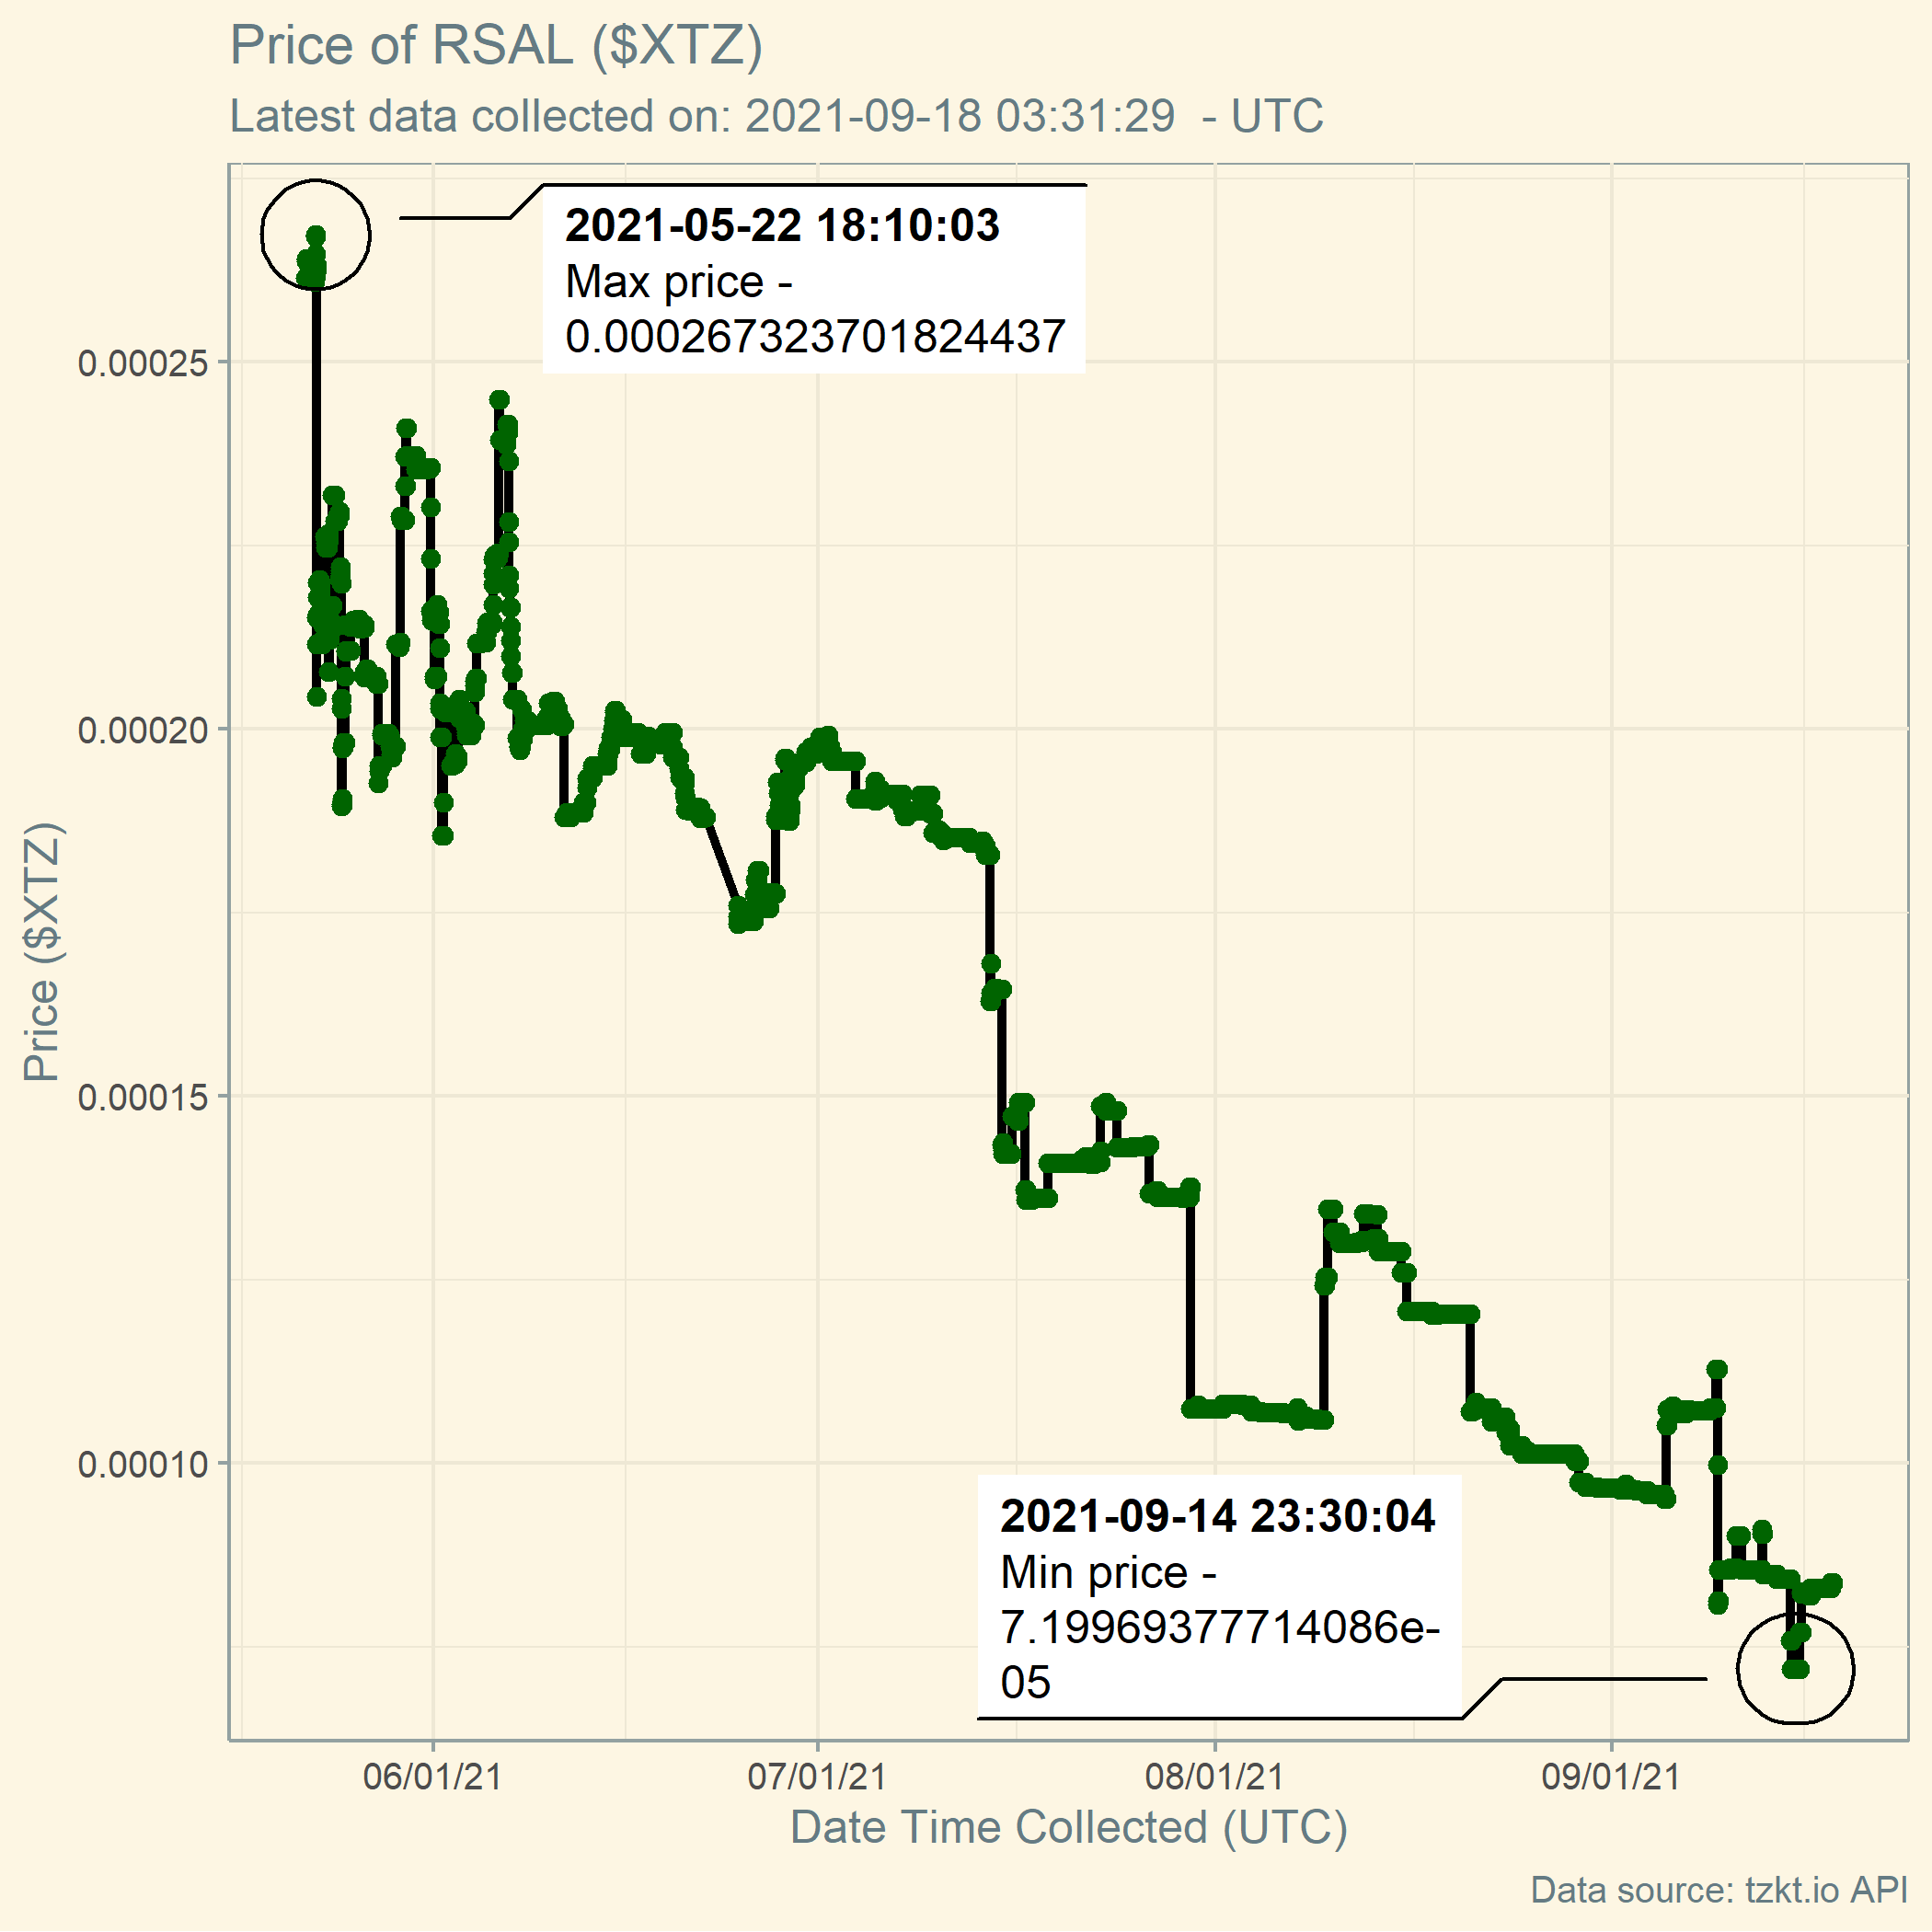 Price of RSAL ($XTZ)
Latest data collected on: 2021-09-18 03:31:29  - UTC
2021-05-22 18:10:03
Max price -
0.000267323701824437
0.00025
0.00020
0.00015
0.00010
Price ($XTZ)
2021-09-14 23:30:04
Min price -
7.19969377714086e-
05
06/01/21
07/01/21
08/01/21
09/01/21
Date Time Collected (UTC)
Data source: tzkt.io API